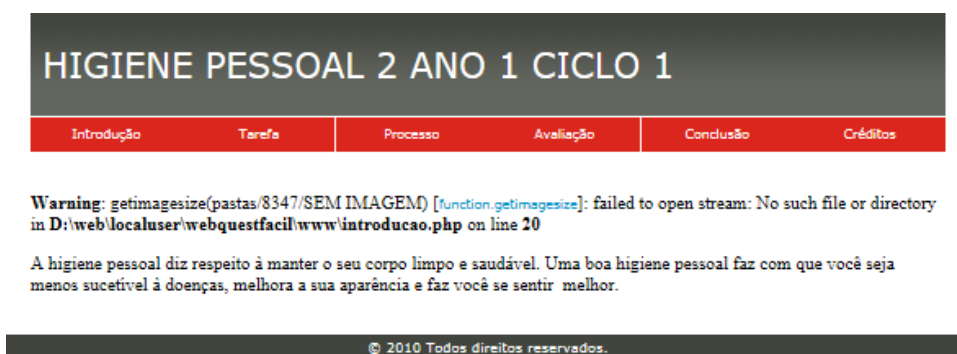 HIGIENE PESSOAL 2 ANO 1 CICLO 1
Introdução Tarefa Processo Avaliação Conclusão Créditos
Warning: getimagesize(pastas/8347/SEM IMAGEM) [function.getimagesize]: failed to open stream: No such file or directory
in D:\web\localuser\webquestfacil\www\introducao.php on line 20
A higiene pessoal diz respeito à manter o seu corpo limpo e saudável. Uma boa higiene pessoal faz com que você seja
menos sucetível à doenças, melhora a sua aparência e faz você se sentir melhor.
© 2010 Todos direitos reservados.